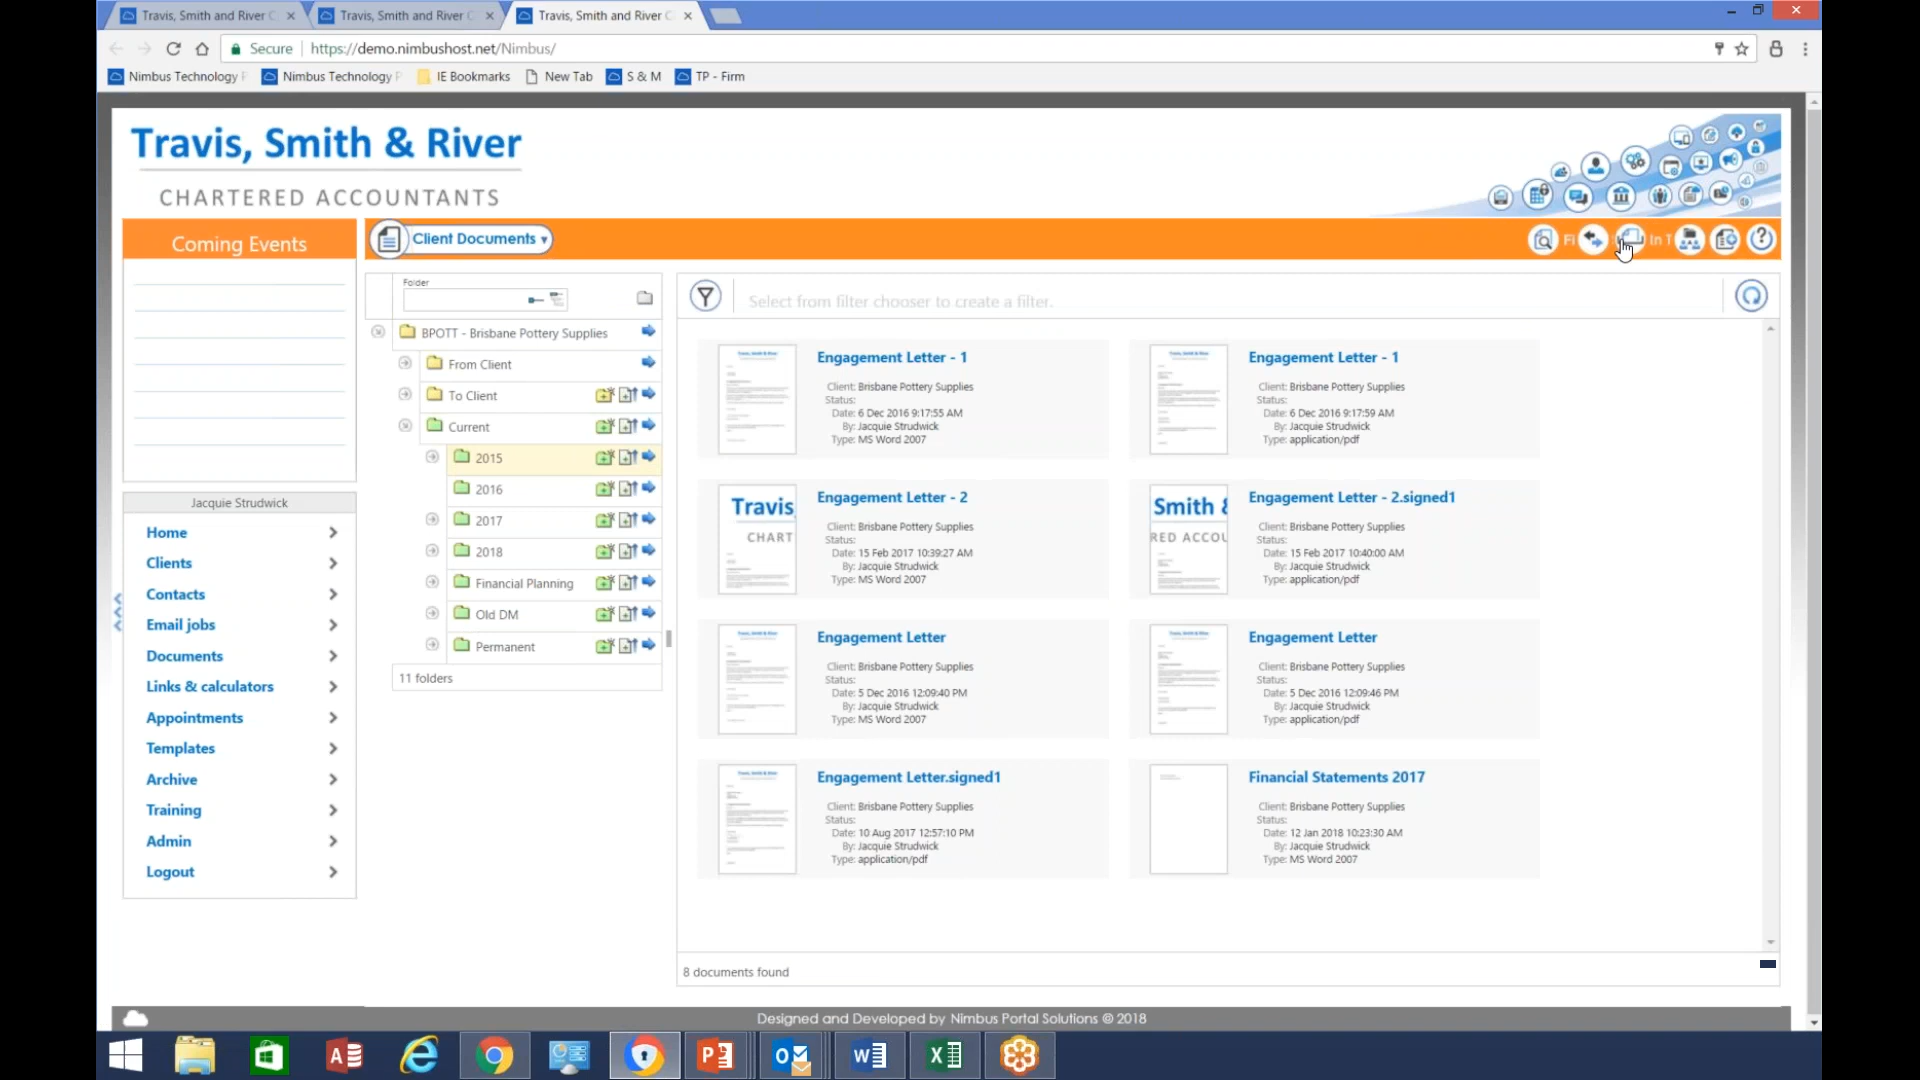 Travis, Smith and River C
Travis, Smith and River C
Travis, Smith and River C
Secure
https://demo.nimbushost.net/Nimbus/
Nimbus Technology P
Nimbus Technology P
IE Bookmarks
New Tab
S & M
TP - Firm
Travis, Smith & River
CHARTERED ACCOUNTANTS
Coming Events
Client Documents
Fi
In T
Folder
Select from filter chooser to create a filter.
BPOTT - Brisbane Pottery Supplies
From Client
To Client
Current
2015
2016
2017
2018
Financial Planning
Old DM
Permanent
11 folders
Jacquie Strudwick
Home
Clients
Contacts
Email jobs
Documents
Links & calculators
Appointments
Templates
Archive
Training
Admin
Logout
Engagement Letter - 1
Client: Brisbane Pottery Supplies
Status:
Date: 6 Dec 2016 9:17:55 AM
By: Jacquie Strudwick
Type: MS Word 2007
Engagement Letter - 1
Client: Brisbane Pottery Supplies
Status:
Date: 6 Dec 2016 9:17:59 AM
By: Jacquie Strudwick
Type: application/pdf
Travis,
CHART
Engagement Letter - 2
Client: Brisbane Pottery Supplies
Status:
Date: 15 Feb 2017 10:39:27 AM
By: Jacquie Strudwick
Type: MS Word 2007
Smith &
RED ACCOU
Engagement Letter - 2.signed1
Client: Brisbane Pottery Supplies
Status:
Date: 15 Feb 2017 10:40:00 AM
By: Jacquie Strudwick
Type: application/pdf
Engagement Letter
Client: Brisbane Pottery Supplies
Status:
Date: 5 Dec 2016 12:09:40 PM
By: Jacquie Strudwick
Type: MS Word 2007
Engagement Letter
Client: Brisbane Pottery Supplies
Status:
Date: 5 Dec 2016 12:09:46 PM
By: Jacquie Strudwick
Type: application/pdf
Engagement Letter.signed1
Client: Brisbane Pottery Supplies
Status:
Date: 10 Aug 2017 12:57:10 PM
By: Jacquie Strudwick
Type: application/pdf
Financial Statements 2017
Client: Brisbane Pottery Supplies
Status:
Date: 12 Jan 2018 10:23:30 AM
By: Jacquie Strudwick
Type: MS Word 2007
8 documents found
Designed and Developed by Nimbus Portal Solutions © 2018